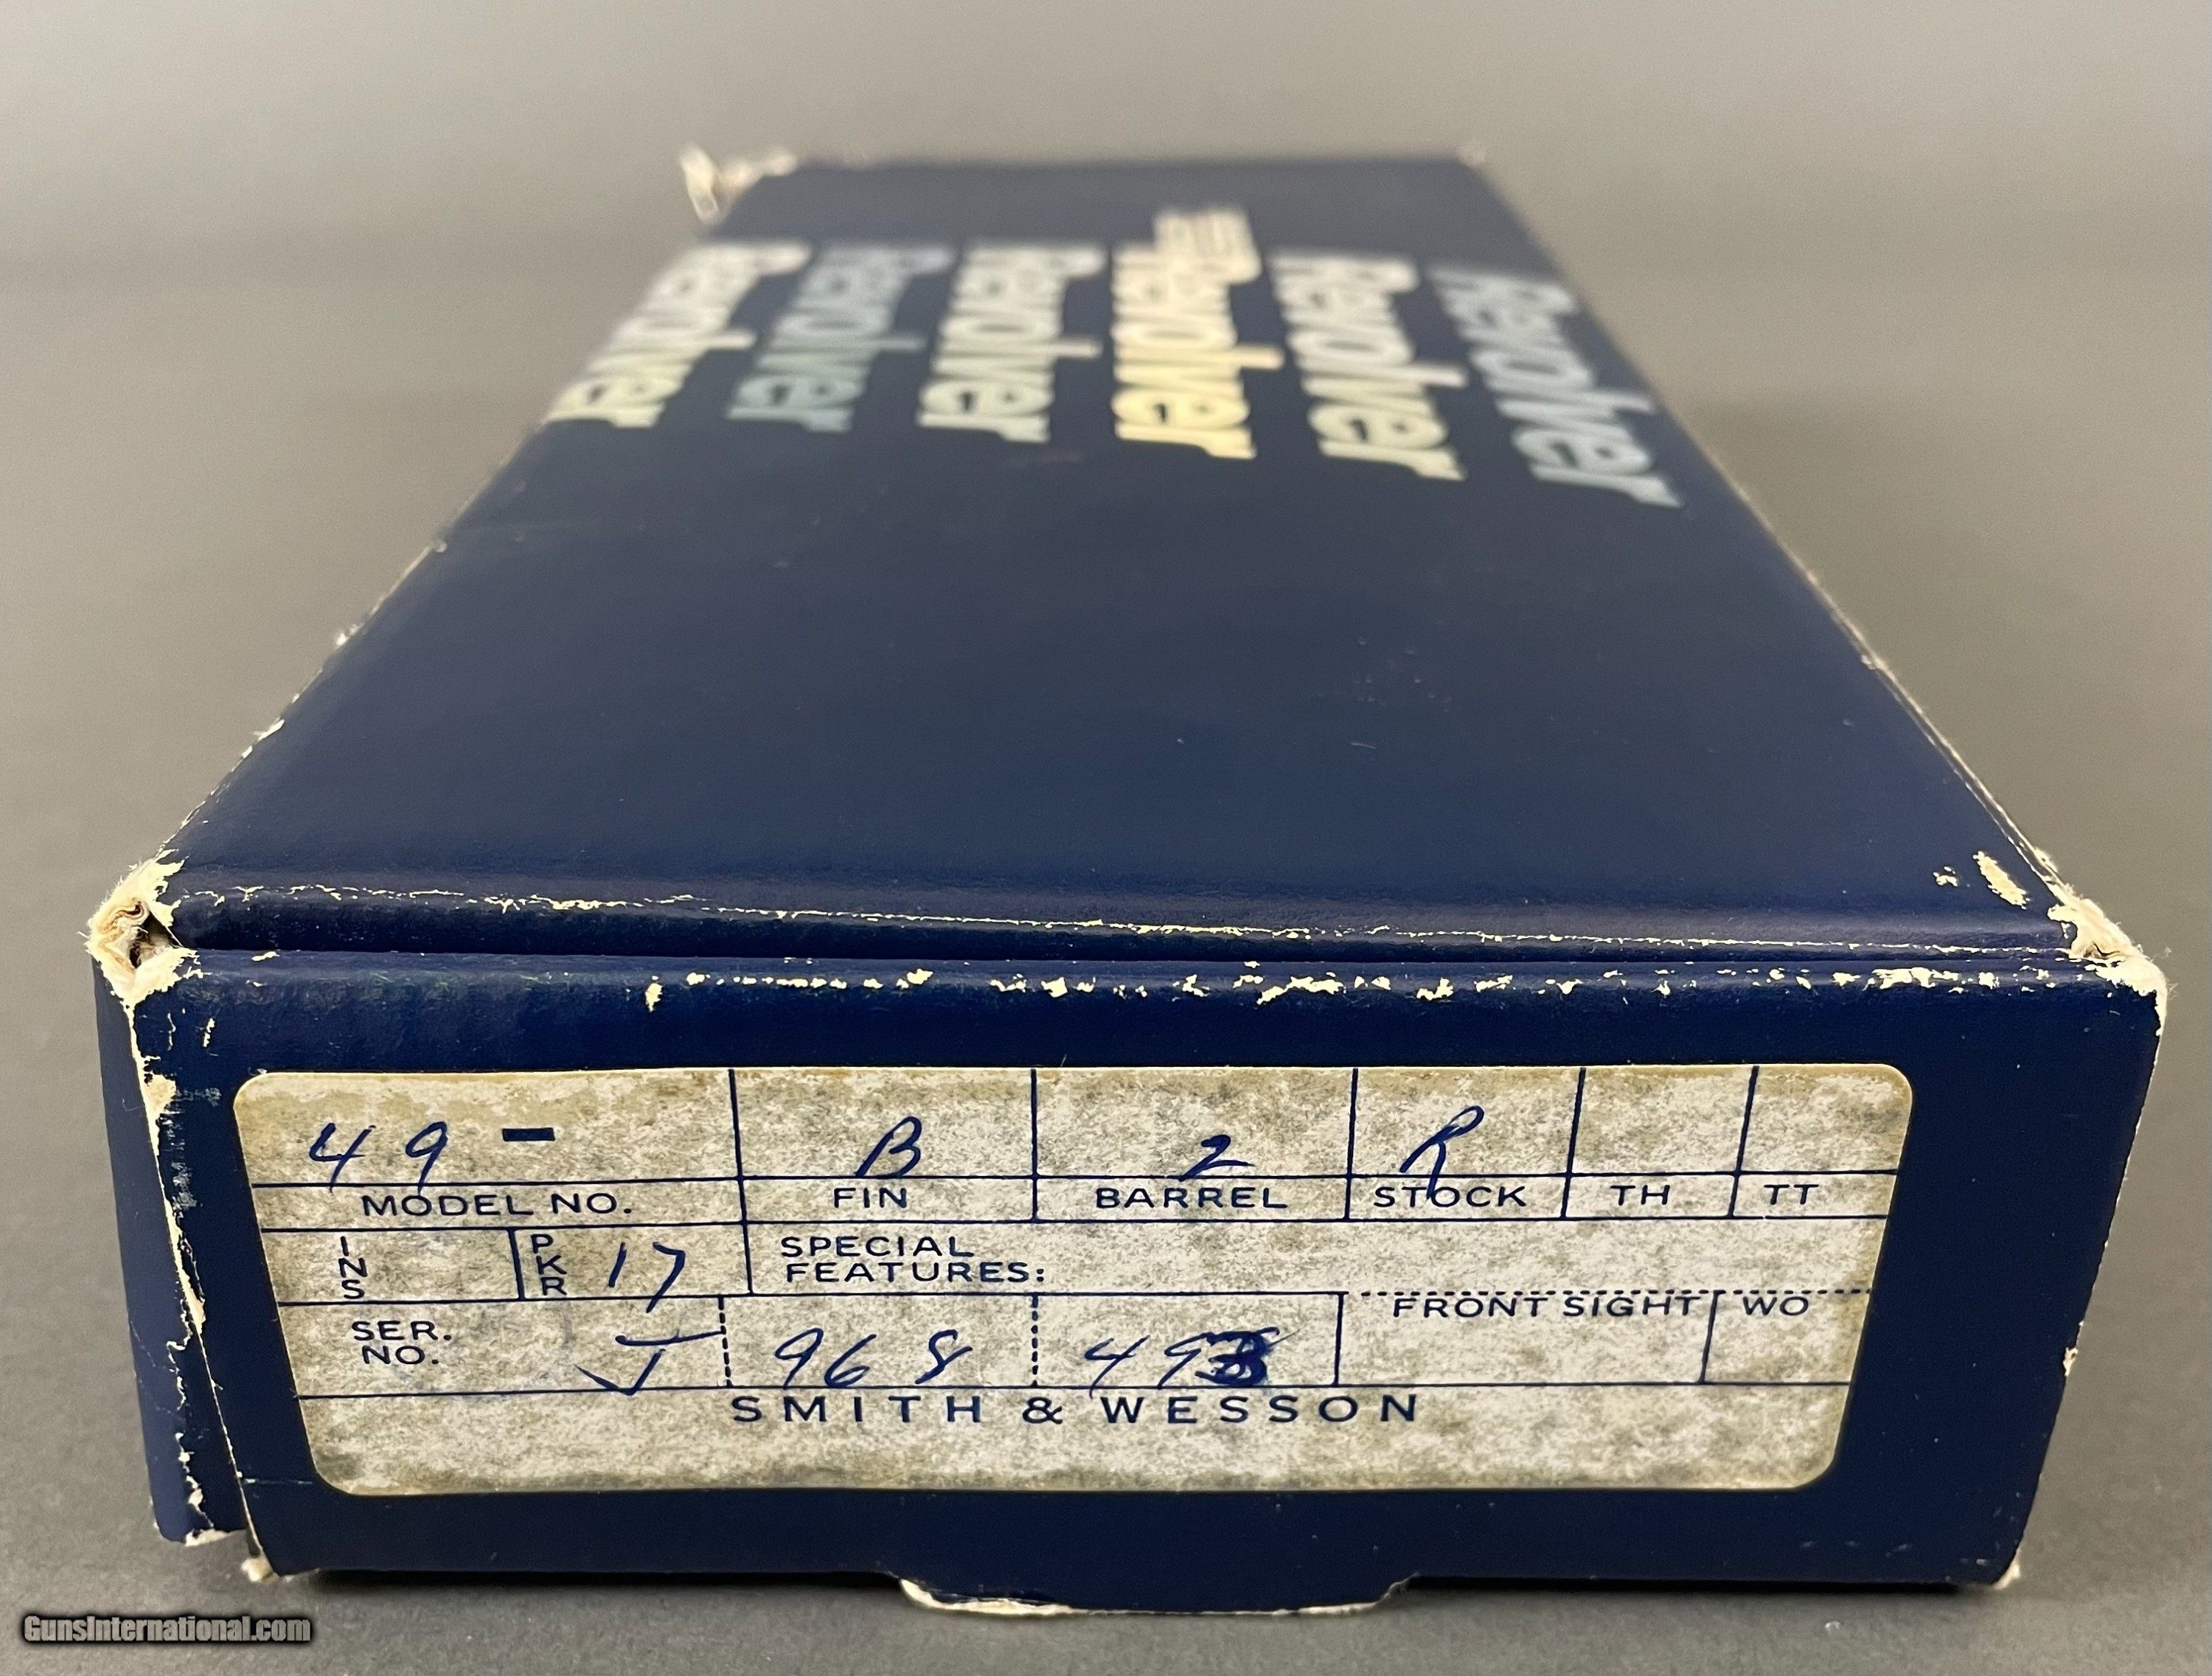 Revolver Revolver Revolver Revolver Revolver Revolver
49 - B 2 R
MODEL NO. FIN BARREL STOCK TH TT
INS PKR 17 SPECIAL
FEATURES:
FRONT SIGHT WO
SER.
NO. J 968
SMITH & WESSON
GunsInternational.com